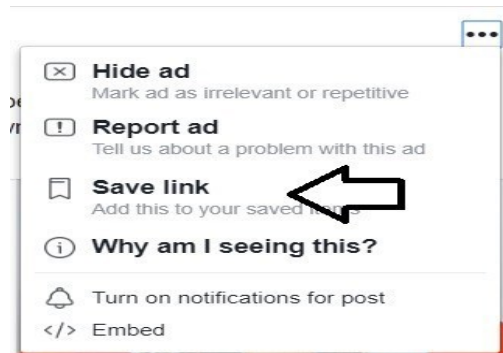 Hide ad
Mark ad as irrelevant or repetitive
Report ad
Tell us about a problem with this ad
Save link
Add this to your saved items
Why am I seeing this?
Turn on notifications for post
</> Embed